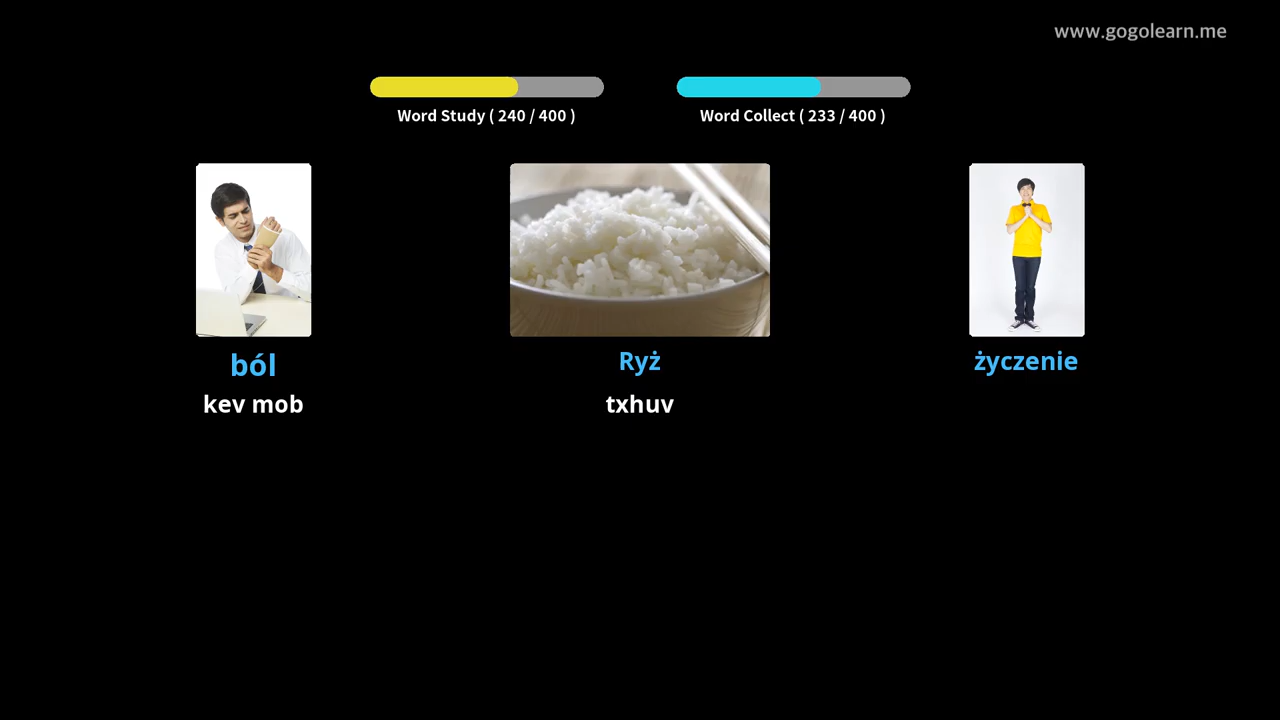 www.gogolearn.me
Word Study ( 240 / 400 )
Word Collect ( 233 / 400 )
ból
kev mob
Ryż
txhuv
życzenie